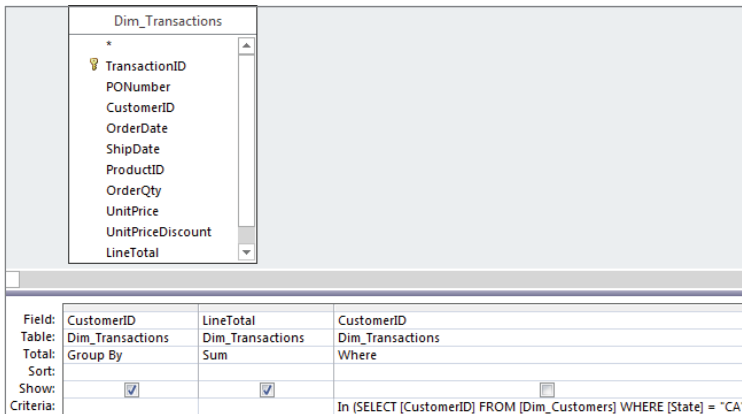 Dim_Transactions
*
TransactionID
PONumber
CustomerID
OrderDate
ShipDate
ProductID
OrderQty
UnitPrice
UnitPriceDiscount
LineTotal
Field: CustomerID LineTotal CustomerID
Table: Dim_Transactions Dim_Transactions Dim_Transactions
Total: Group By Sum Where
Sort:
Show:
Criteria: In (SELECT [CustomerID] FROM [Dim_Customers] WHERE [State] = "CA